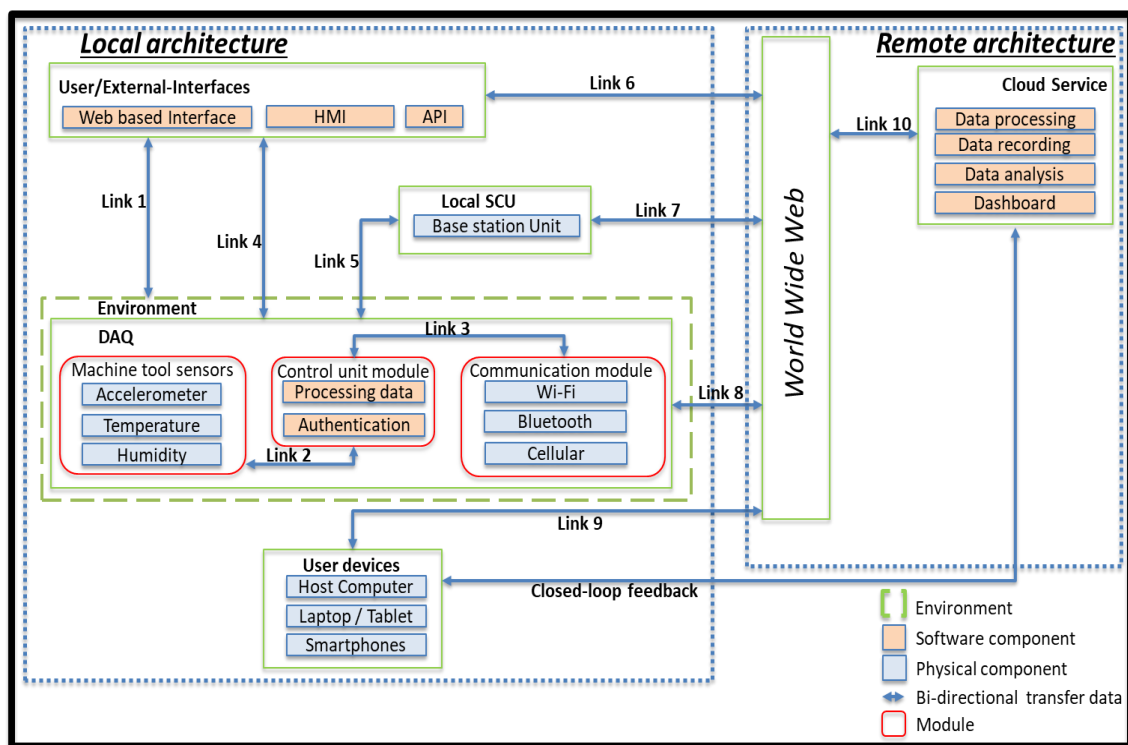 Local architecture
Remote architecture
User/External-Interfaces
Web based Interface
HMI
API
Link 6
Cloud Service
Data processing
Data recording
Data analysis
Dashboard
Link 10
World Wide Web
Link 1
Link 4
Link 5
Local SCU
Base station Unit
Link 7
Environment
DAQ
Link 3
Machine tool sensors
Accelerometer
Temperature
Humidity
Control unit module
Processing data
Authentication
Communication module
Wi-Fi
Bluetooth
Cellular
Link 2
Link 8
Link 9
User devices
Host Computer
Laptop / Tablet
Smartphones
Closed-loop feedback
Environment
Software component
Physical component
Bi-directional transfer data
Module